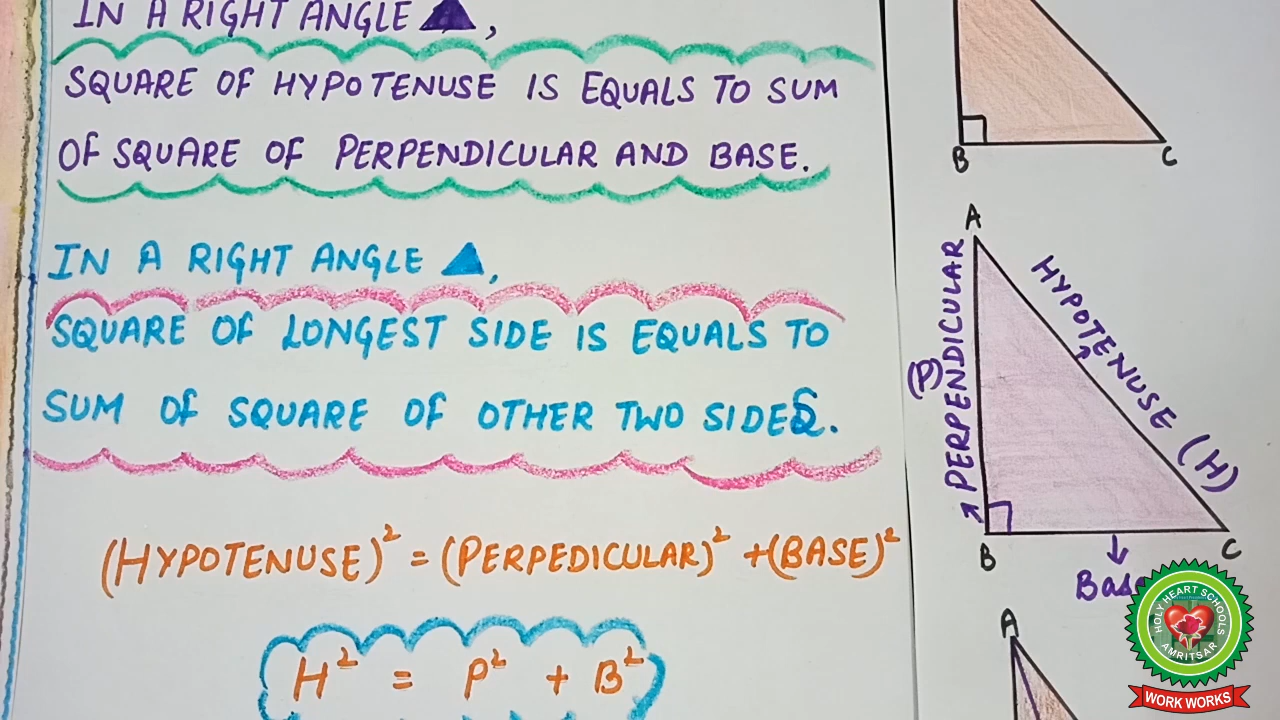 IN A RIGHT ANGLE ▲,
SQUARE OF HYPOTENUSE IS EQUALS TO SUM
OF SQUARE OF PERPENDICULAR AND BASE.
IN A RIGHT ANGLE ▲,
SQUARE OF LONGEST SIDE IS EQUALS TO
SUM OF SQUARE OF OTHER TWO SIDES.
(HYPOTENUSE)² = (PERPEDICULAR)² + (BASE)²
H² = P² + B²
B
C
A
PERPENDICULAR
(P)
HYPOTENUSE (H)
B
C
Base
A
HOLY HEART SCHOOLS
AMRITSAR
WORK WORKS